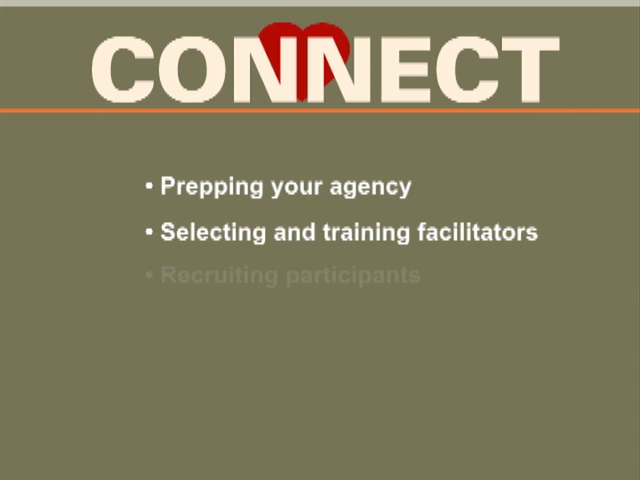 CONNECT
• Prepping your agency
• Selecting and training facilitators
• Recruiting participants